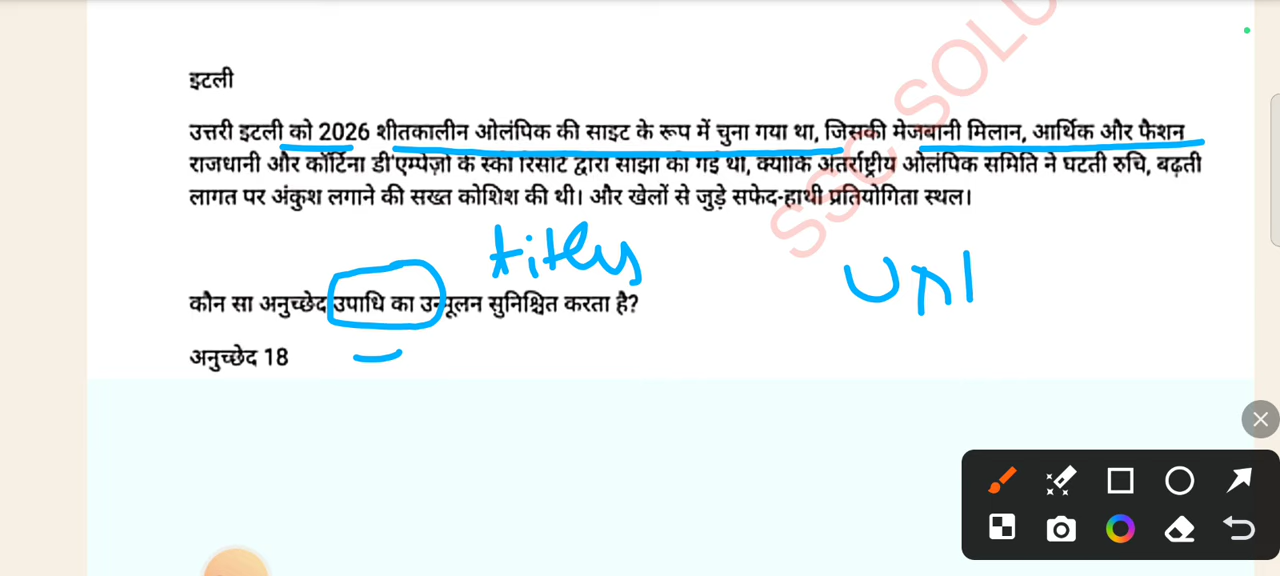 इटली
उत्तरी इटली को 2026 शीतकालीन ओलंपिक की साइट के रूप में चुना गया था, जिसकी मेजबानी मिलान, आर्थिक और फैशन
राजधानी और कॉर्टिना डी'एम्पेज़ो के स्की रिसॉर्ट द्वारा साझा की गई थी, क्योंकि अंतर्राष्ट्रीय ओलंपिक समिति ने घटती रुचि, बढ़ती
लागत पर अंकुश लगाने की सख्त कोशिश की थी। और खेलों से जुड़े सफेद-हाथी प्रतियोगिता स्थल।
SSC SOLU
titles
कौन सा अनुच्छेद उपाधि का उन्मूलन सुनिश्चित करता है?
अनुच्छेद 18